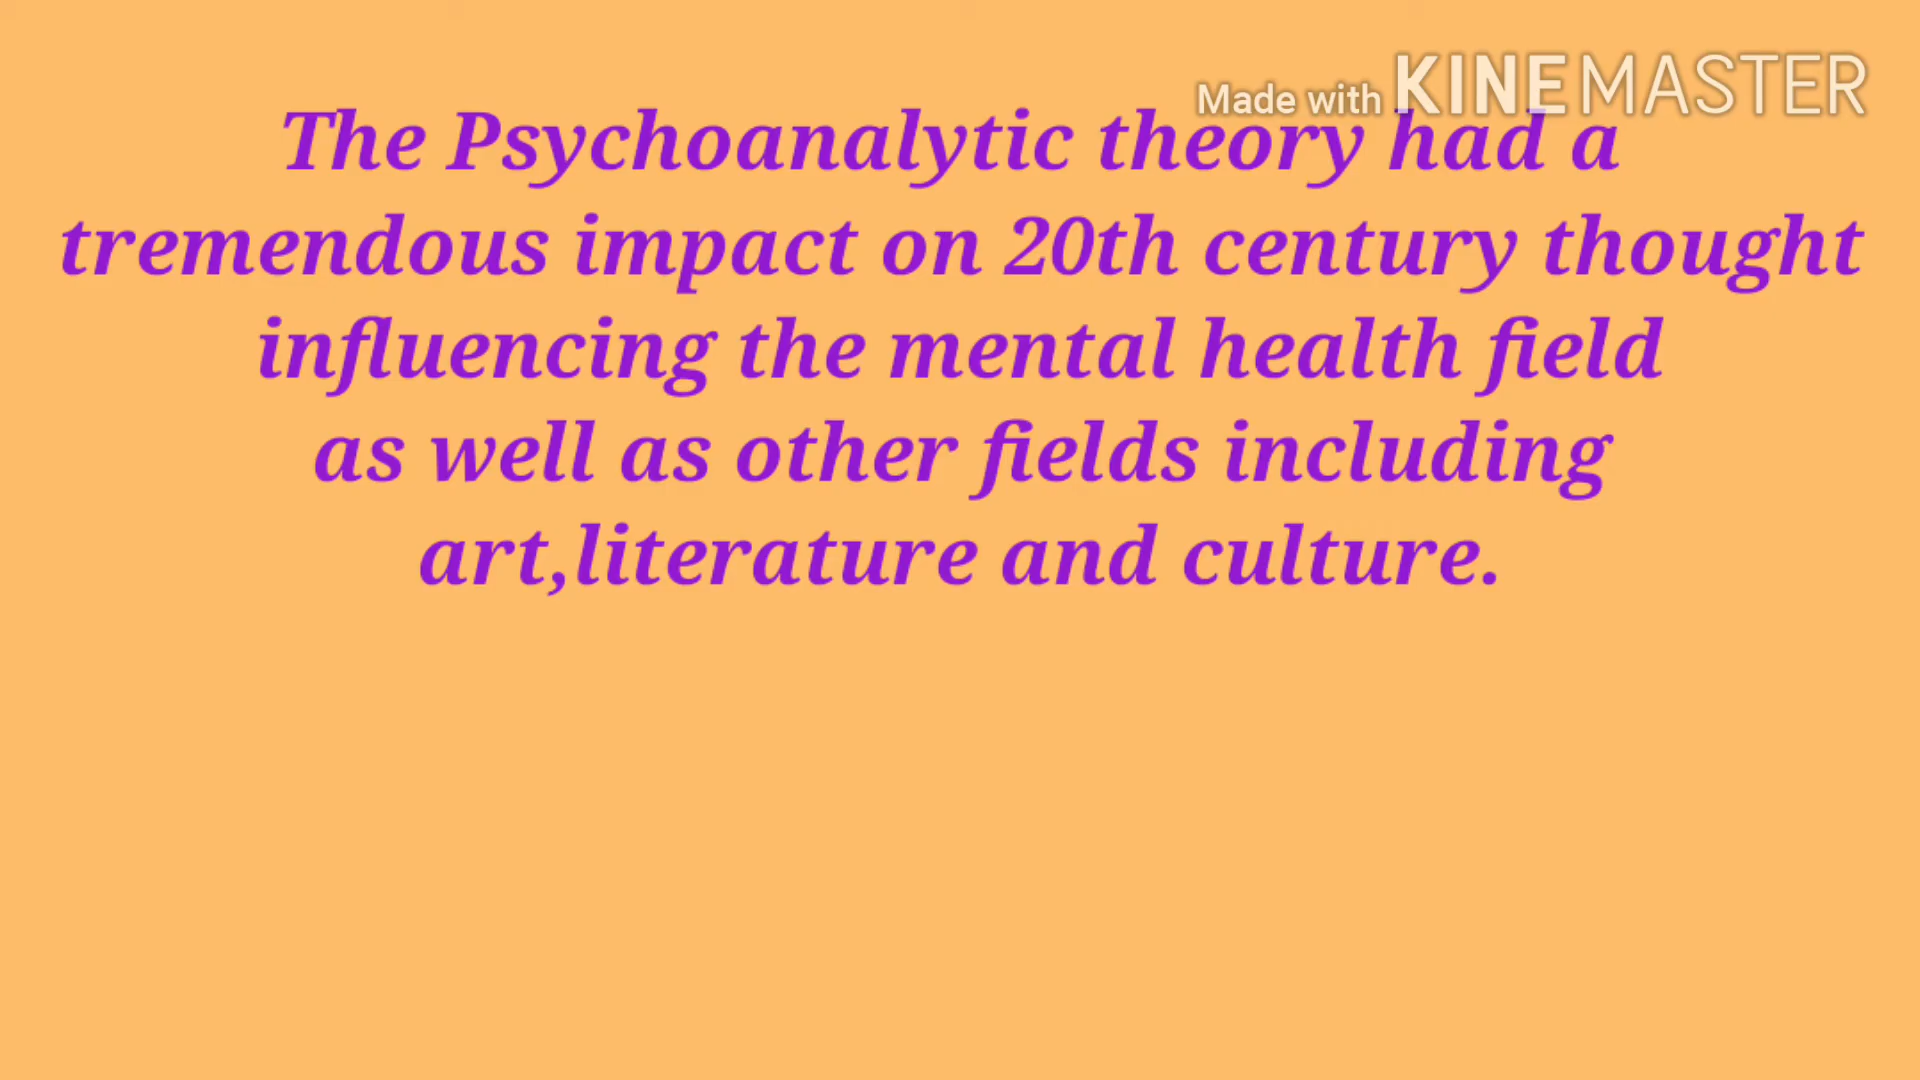 Made with KINEMASTER
The Psychoanalytic theory had a
tremendous impact on 20th century thought
influencing the mental health field
as well as other fields including
art,literature and culture.